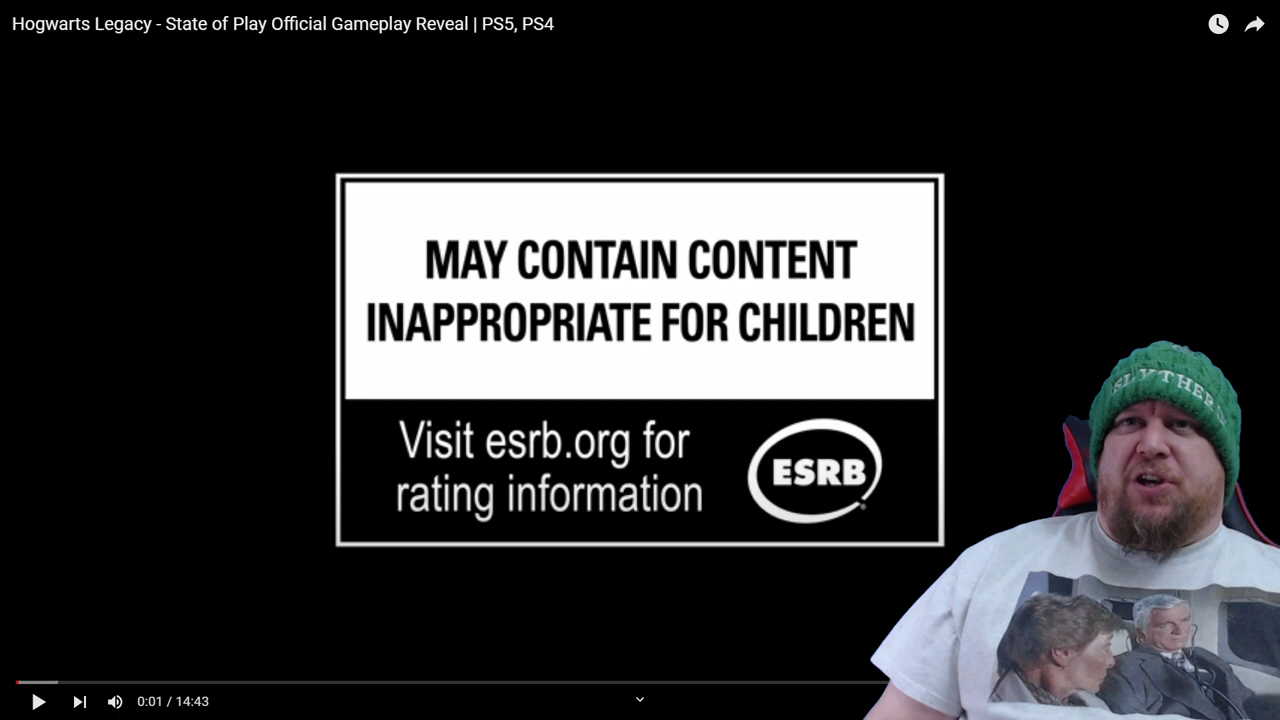 Hogwarts Legacy - State of Play Official Gameplay Reveal | PS5, PS4
MAY CONTAIN CONTENT
INAPPROPRIATE FOR CHILDREN
Visit esrb.org for
rating information
ESRB
SLYTHERIN
0:01 / 14:43